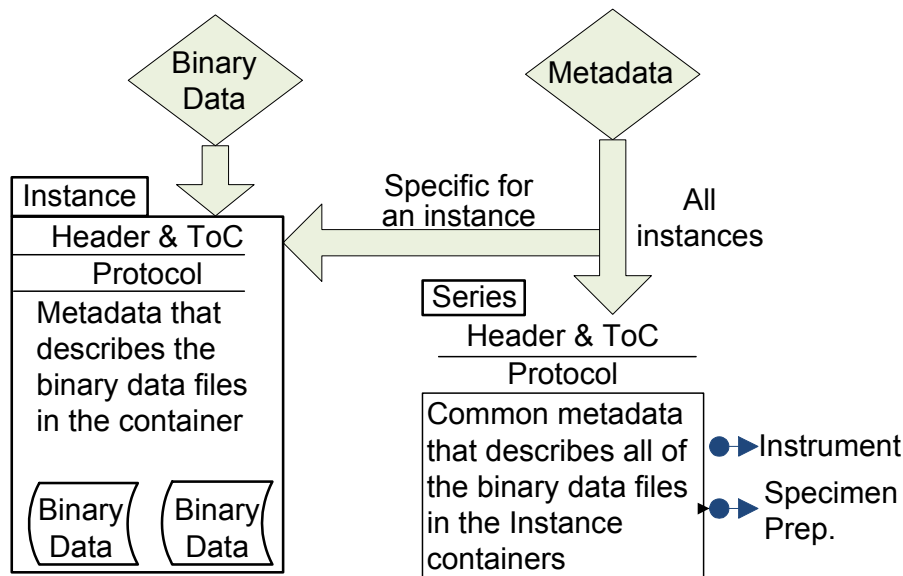 Binary
Data
Metadata
Specific for
an instance
All
instances
Instance
Header & ToC
Protocol
Metadata that
describes the
binary data files
in the container
Binary
Data
Binary
Data
Series
Header & ToC
Protocol
Common metadata
that describes all of
the binary data files
in the Instance
containers
Instrument
Specimen
Prep.